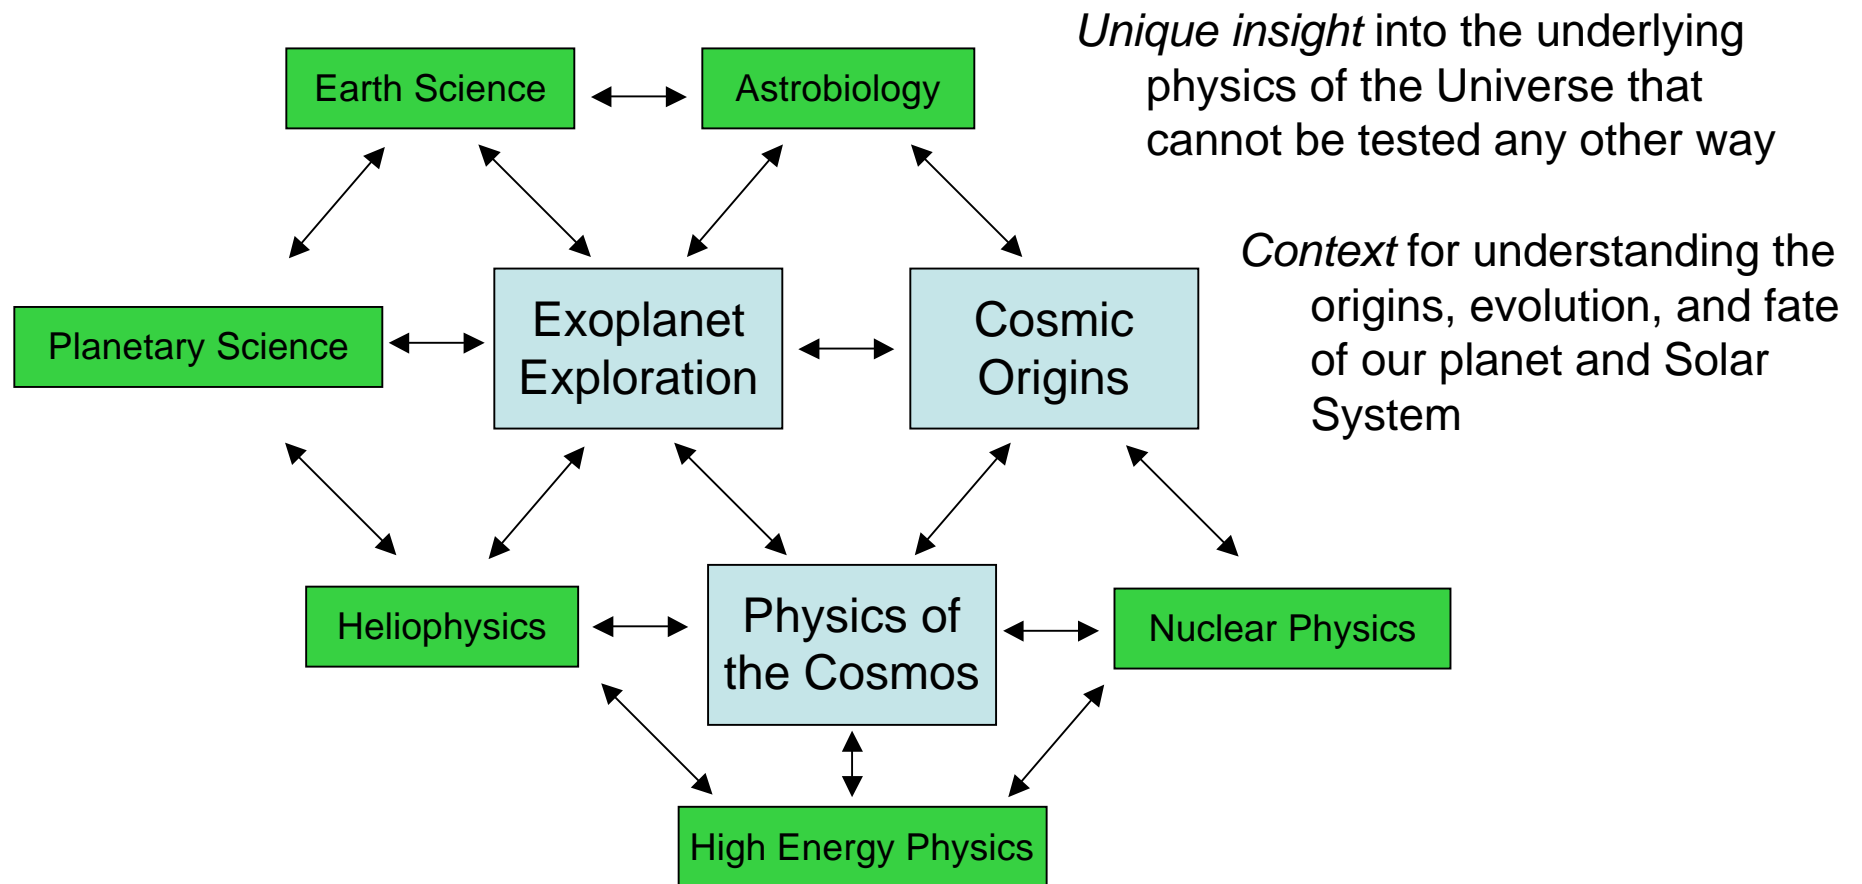 Unique insight into the underlying
physics of the Universe that
cannot be tested any other way
Earth Science
Astrobiology
Context for understanding the
origins, evolution, and fate
of our planet and Solar
System
Planetary Science
Exoplanet
Exploration
Cosmic
Origins
Heliophysics
Physics of
the Cosmos
Nuclear Physics
High Energy Physics